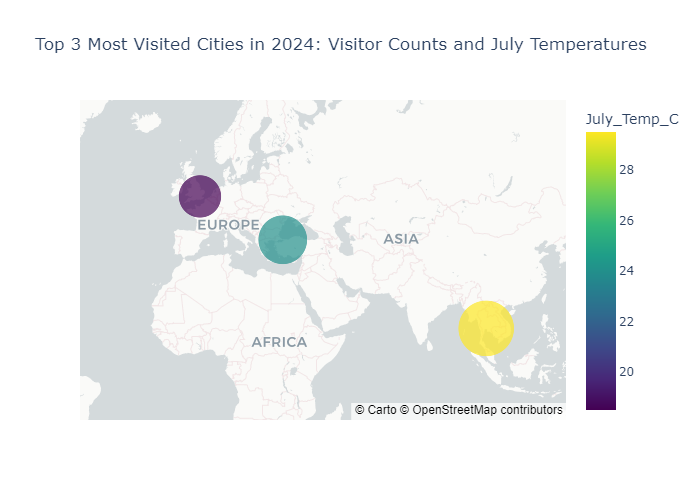 Top 3 Most Visited Cities in 2024: Visitor Counts and July Temperatures
July_Temp_C
28
26
24
22
20
EUROPE
ASIA
AFRICA
© Carto © OpenStreetMap contributors